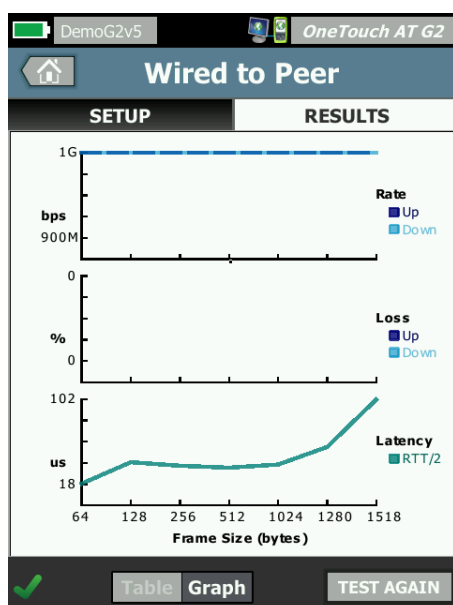 DemoG2v5
OneTouch AT G2
Wired to Peer
SETUP
RESULTS
1G
bps
900M
Rate
Up
Down
0
%
0
Loss
Up
Down
102
us
18
Latency
RTT/2
64 128 256 512 1024 1280 1518
Frame Size (bytes)
Table Graph
TEST AGAIN